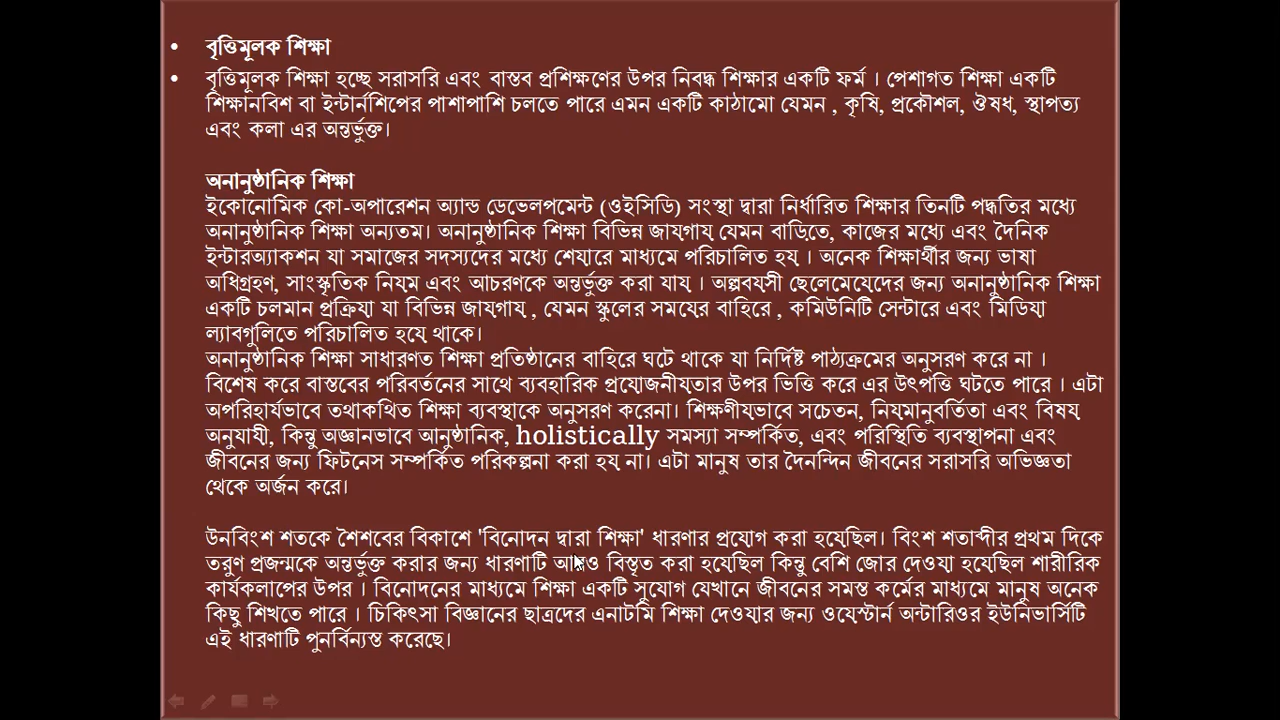 • বৃত্তিমূলক শিক্ষা
• বৃত্তিমূলক শিক্ষা হচ্ছে সরাসরি এবং বাস্তব প্রশিক্ষণের উপর নিবদ্ধ শিক্ষার একটি ফর্ম । পেশাগত শিক্ষা একটি
শিক্ষানবিশ বা ইন্টার্নশিপের পাশাপাশি চলতে পারে এমন একটি কাঠামো যেমন , কৃষি, প্রকৌশল, ঔষধ, স্থাপত্য
এবং কলা এর অন্তর্ভুক্ত।
অনানুষ্ঠানিক শিক্ষা
ইকোনোমিক কো-অপারেশন অ্যান্ড ডেভেলপমেন্ট (ওইসিডি) সংস্থা দ্বারা নির্ধারিত শিক্ষার তিনটি পদ্ধতির মধ্যে
অনানুষ্ঠানিক শিক্ষা অন্যতম। অনানুষ্ঠানিক শিক্ষা বিভিন্ন জায়গায় যেমন বাড়িতে, কাজের মধ্যে এবং দৈনিক
ইন্টারঅ্যাকশন যা সমাজের সদস্যদের মধ্যে শেয়ারে মাধ্যমে পরিচালিত হয় । অনেক শিক্ষার্থীর জন্য ভাষা
অধিগ্রহণ, সাংস্কৃতিক নিয়ম এবং আচরণকে অন্তর্ভুক্ত করা যায় । অল্পবয়সী ছেলেমেয়েদের জন্য অনানুষ্ঠানিক শিক্ষা
একটি চলমান প্রক্রিয়া যা বিভিন্ন জায়গায় , যেমন স্কুলের সময়ের বাহিরে , কমিউনিটি সেন্টারে এবং মিডিয়া
ল্যাবগুলিতে পরিচালিত হয়ে থাকে।
অনানুষ্ঠানিক শিক্ষা সাধারণত শিক্ষা প্রতিষ্ঠানের বাহিরে ঘটে থাকে যা নির্দিষ্ট পাঠ্যক্রমের অনুসরণ করে না ।
বিশেষ করে বাস্তবের পরিবর্তনের সাথে ব্যবহারিক প্রয়োজনীয়তার উপর ভিত্তি করে এর উৎপত্তি ঘটতে পারে । এটা
অপরিহার্যভাবে তথাকথিত শিক্ষা ব্যবস্থাকে অনুসরণ করেনা। শিক্ষণীয়ভাবে সচেতন, নিয়মানুবর্তিতা এবং বিষয়
অনুযায়ী, কিন্তু অজ্ঞানভাবে আনুষ্ঠানিক, holistically সমস্যা সম্পর্কিত, এবং পরিস্থিতি ব্যবস্থাপনা এবং
জীবনের জন্য ফিটনেস সম্পর্কিত পরিকল্পনা করা হয় না। এটা মানুষ তার দৈনন্দিন জীবনের সরাসরি অভিজ্ঞতা
থেকে অর্জন করে।
উনবিংশ শতকে শৈশবের বিকাশে 'বিনোদন দ্বারা শিক্ষা' ধারণার প্রয়োগ করা হয়েছিল। বিংশ শতাব্দীর প্রথম দিকে
তরুণ প্রজন্মকে অন্তর্ভুক্ত করার জন্য ধারণাটি আরও বিস্তৃত করা হয়েছিল কিন্তু বেশি জোর দেওয়া হয়েছিল শারীরিক
কার্যকলাপের উপর । বিনোদনের মাধ্যমে শিক্ষা একটি সুযোগ যেখানে জীবনের সমস্ত কর্মের মাধ্যমে মানুষ অনেক
কিছু শিখতে পারে । চিকিৎসা বিজ্ঞানের ছাত্রদের এনাটমি শিক্ষা দেওয়ার জন্য ওয়েস্টার্ন অন্টারিওর ইউনিভার্সিটি
এই ধারণাটি পুনর্বিন্যস্ত করেছে।